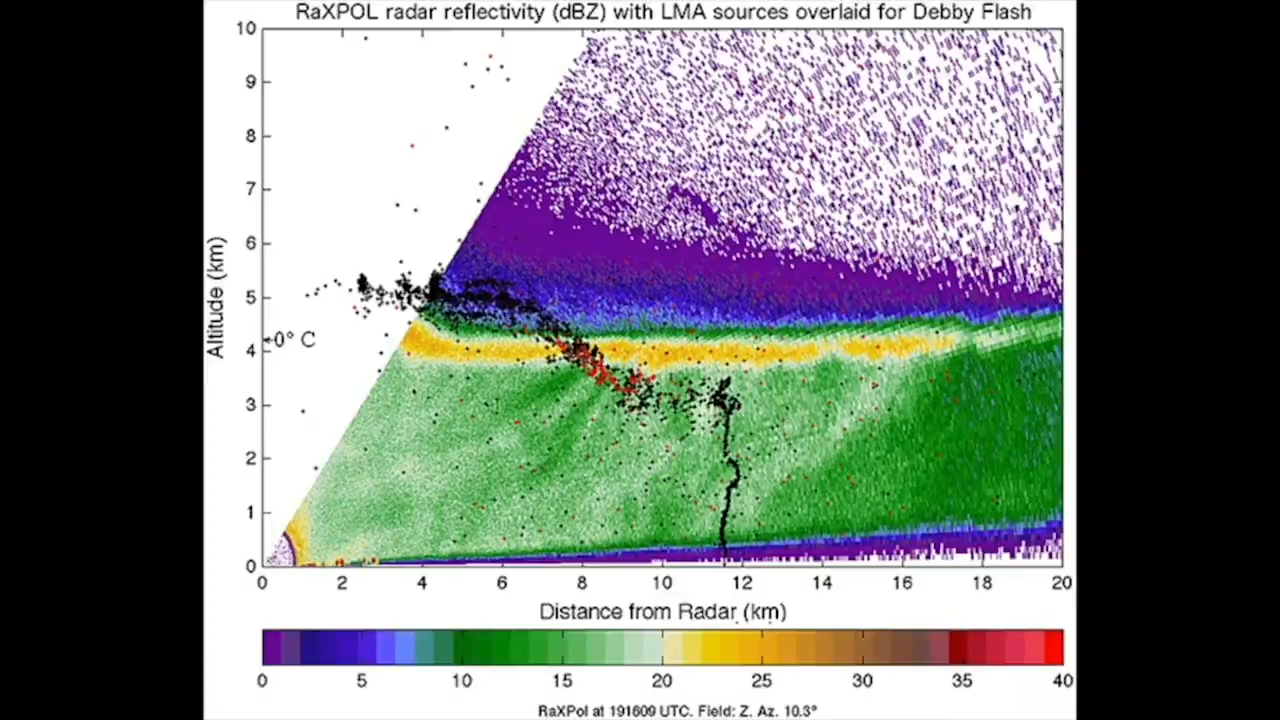 RaXPOL radar reflectivity (dBZ) with LMA sources overlaid for Debby Flash
10
9
8
7
6
5
4
3
2
1
0
Altitude (km)
0° C
0 2 4 6 8 10 12 14 16 18 20
Distance from Radar (km)
0 5 10 15 20 25 30 35 40
RaXPol at 191609 UTC. Field: Z. Az. 10.3°